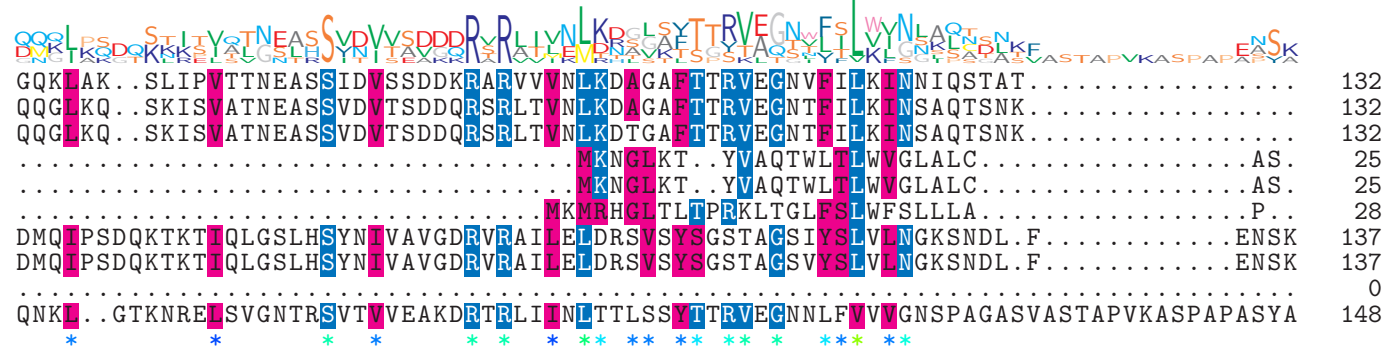 GQKLAK..SLIPVTTNEASSIDVSSDDKRARVVVNLKDAGAFTTRVEGNVFILKINNIQSTAT................. 132
QQGLKQ..SKISVATNEASSVDVTSDDQRSRLTVNLKDAGAFTTRVEGNTFILKINSAQTSNK................. 132
QQGLKQ..SKISVATNEASSVDVTSDDQRSRLTVNLKDTGAFTTRVEGNTFILKINSAQTSNK................. 132
...................................MKNGLKT..YVAQTWLTLWVGLALC.................AS. 25
...................................MKNGLKT..YVAQTWLTLWVGLALC.................AS. 25
.................................MKMRHGLTLTPRKLTGLFSLWFSLLLA.................P.. 28
DMQIPSDQKTKTIQLGSLHSYNIVAVGDRVRAILELDRSVSYSGSTAGSIYSLVLNGKSNDL.F............ENSK 137
DMQIPSDQKTKTIQLGSLHSYNIVAVGDRVRAILELDRSVSYSGSTAGSVYSLVLNGKSNDL.F............ENSK 137
................................................................................ 0
QNKL..GTKNRELSVGNTRSVTVVEAKDRTRLIINLTTLSSYTTRVEGNNLFVVVGNSPAGASVASTAPVKASPAPASYA 148